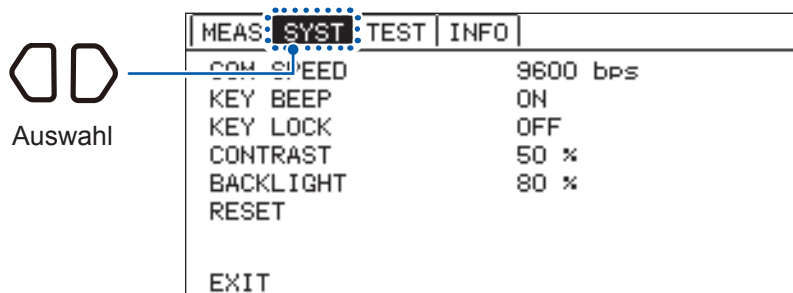 MEAS SYST TEST INFO
COM SPEED 9600 bps
KEY BEEP ON
KEY LOCK OFF
CONTRAST 50 %
BACKLIGHT 80 %
RESET
EXIT
Auswahl